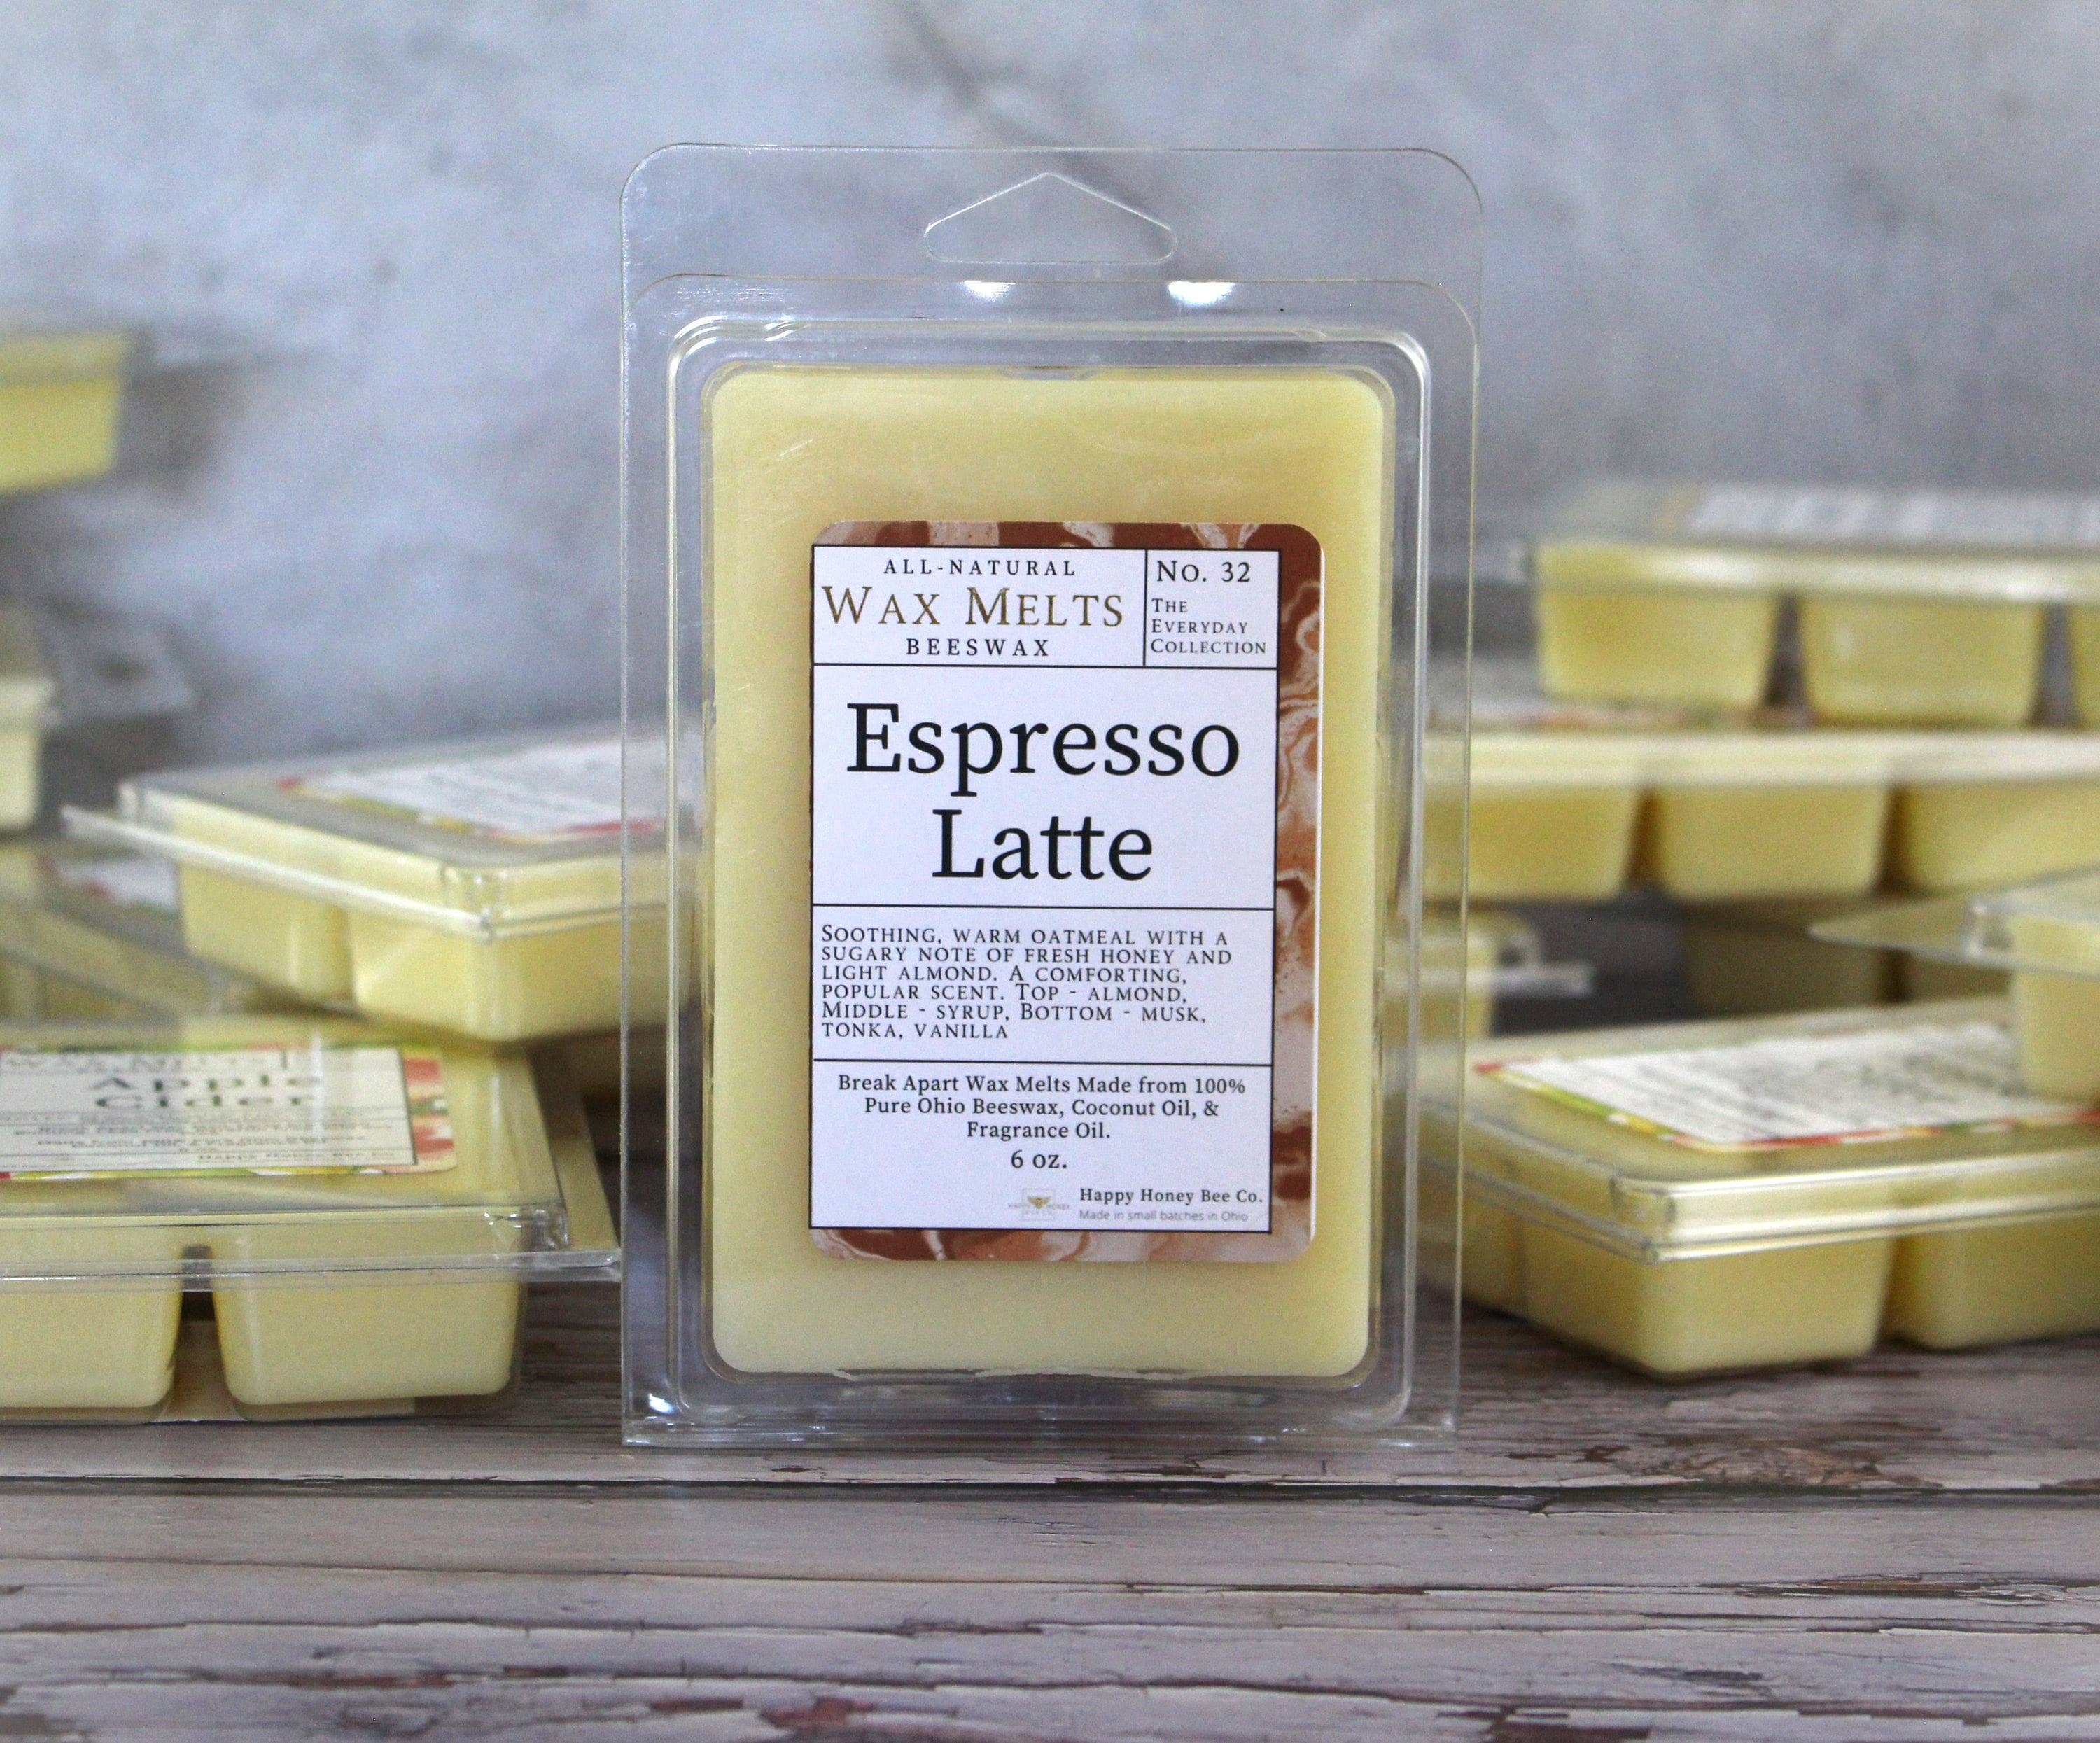 ALL-NATURAL
WAX MELTS
BEESWAX
NO. 32
THE
EVERYDAY
COLLECTION
Espresso
Latte
SOOTHING, WARM OATMEAL WITH A
SUGARY NOTE OF FRESH HONEY AND
LIGHT ALMOND. A COMFORTING,
POPULAR SCENT. TOP - ALMOND,
MIDDLE - SYRUP, BOTTOM - MUSK,
TONKA, VANILLA
Break Apart Wax Melts Made from 100%
Pure Ohio Beeswax, Coconut Oil, &
Fragrance Oil.
6 oz.
Happy Honey Bee Co.
Made in small batches in Ohio
Apple
Cider